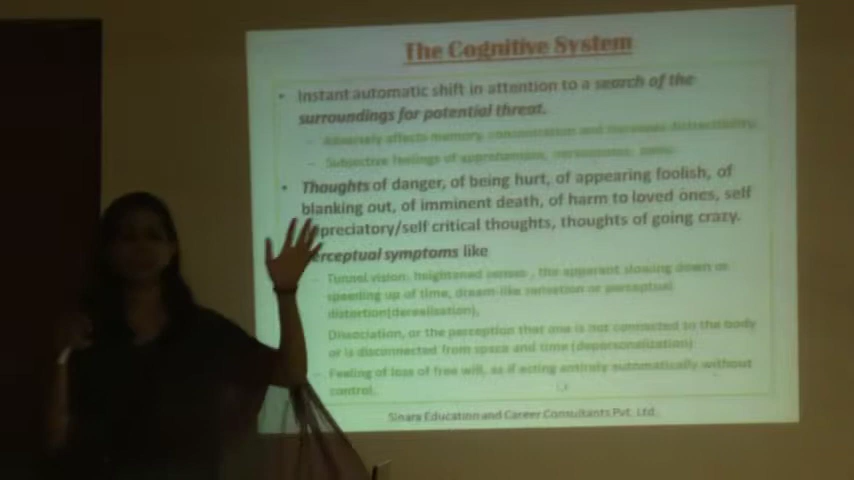 The Cognitive System
• Instant automatic shift in attention to a search of the
surroundings for potential threat.
– Adversely affects memory, concentration and increases distractibility.
– Subjective feelings of apprehension, nervousness, panic.
• Thoughts of danger, of being hurt, of appearing foolish, of
blanking out, of imminent death, of harm to loved ones, self
preciatory/self critical thoughts, thoughts of going crazy.
erceptual symptoms like
– Tunnel vision, heightened senses, the apparent slowing down or
speeding up of time, dream-like sensation or perceptual
distortion(derealisation),
Dissociation, or the perception that one is not connected to the body
or is disconnected from space and time (depersonalization)
– Feeling of loss of free will, as if acting entirely automatically without
control.
Sinara Education and Career Consultants Pvt. Ltd.